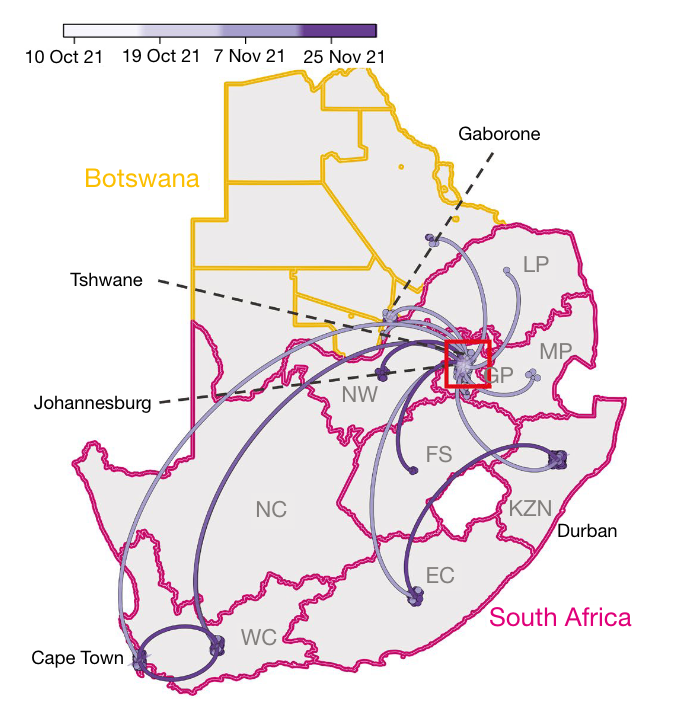 10 Oct 21 19 Oct 21 7 Nov 21 25 Nov 21
Gaborone
Botswana
LP
Tshwane
MP
GP
NW
Johannesburg
FS
NC
KZN
Durban
EC
South Africa
WC
Cape Town